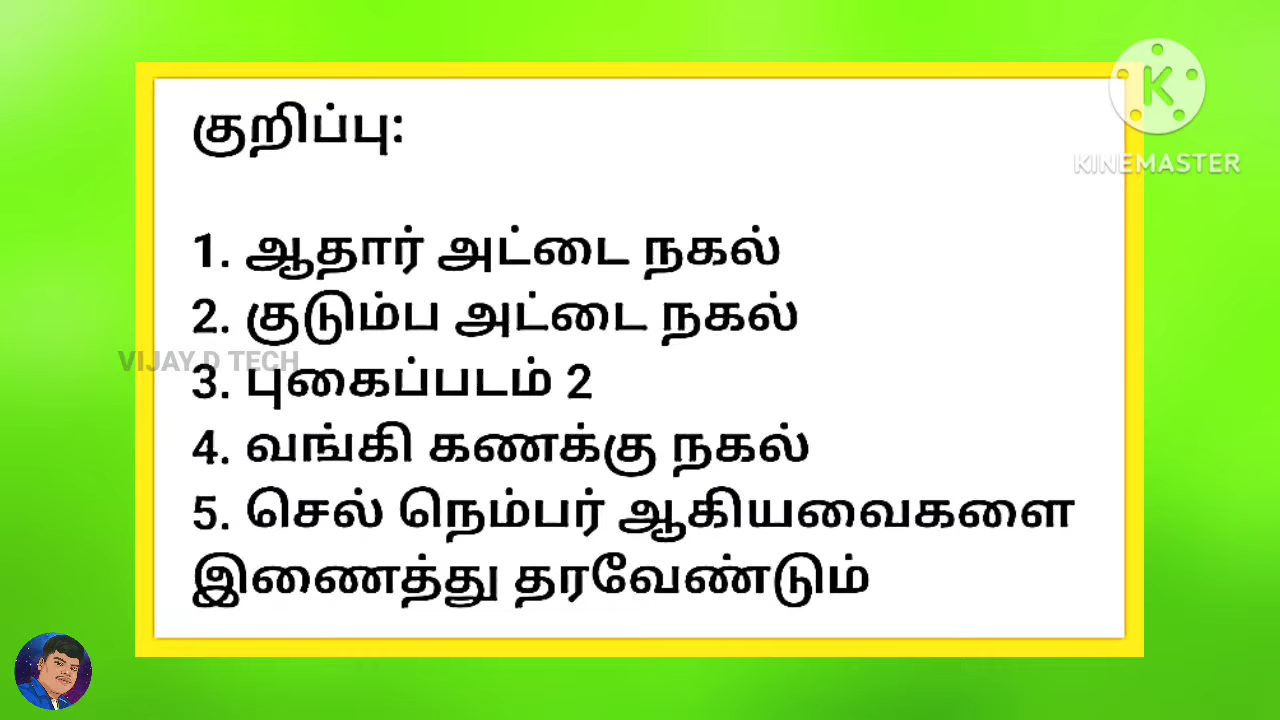 குறிப்பு:
1. ஆதார் அட்டை நகல்
2. குடும்ப அட்டை நகல்
3. புகைப்படம் 2
4. வங்கி கணக்கு நகல்
5. செல் நெம்பர் ஆகியவைகளை
இணைத்து தரவேண்டும்
K
KINEMASTER
VIJAY D TECH